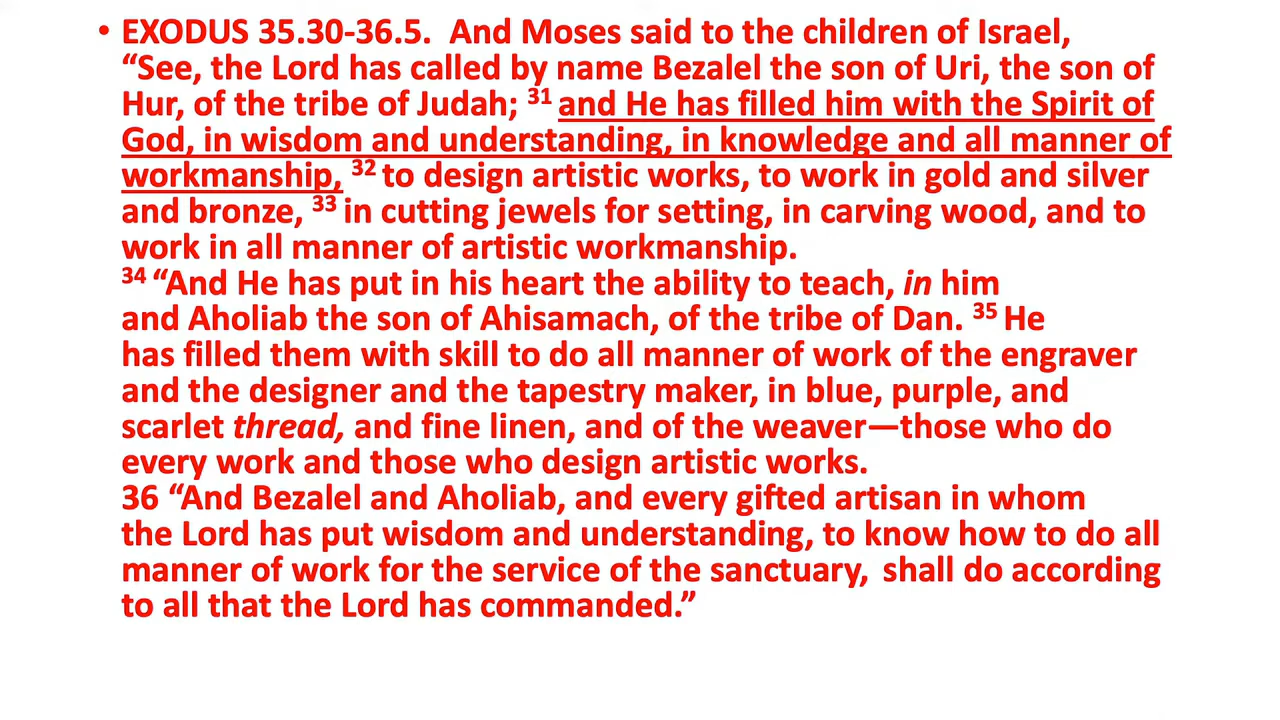 • EXODUS 35.30-36.5.  And Moses said to the children of Israel,
“See, the Lord has called by name Bezalel the son of Uri, the son of
Hur, of the tribe of Judah; 31 and He has filled him with the Spirit of
God, in wisdom and understanding, in knowledge and all manner of
workmanship, 32 to design artistic works, to work in gold and silver
and bronze, 33 in cutting jewels for setting, in carving wood, and to
work in all manner of artistic workmanship.
34 “And He has put in his heart the ability to teach, in him
and Aholiab the son of Ahisamach, of the tribe of Dan. 35 He
has filled them with skill to do all manner of work of the engraver
and the designer and the tapestry maker, in blue, purple, and
scarlet thread, and fine linen, and of the weaver—those who do
every work and those who design artistic works.
36 “And Bezalel and Aholiab, and every gifted artisan in whom
the Lord has put wisdom and understanding, to know how to do all
manner of work for the service of the sanctuary, shall do according
to all that the Lord has commanded.”